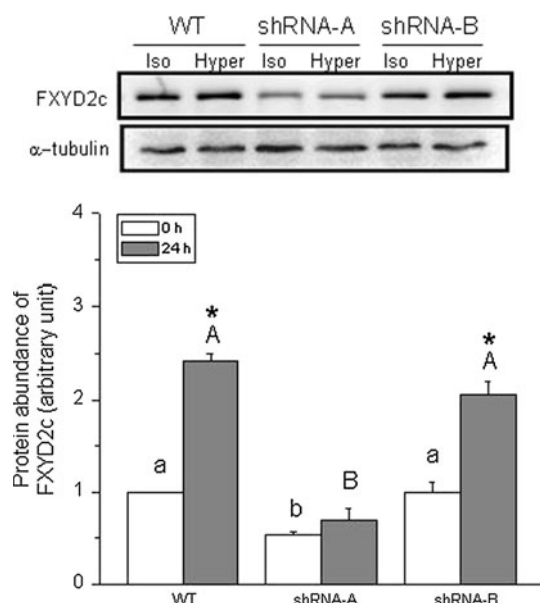 WT shRNA-A shRNA-B
Iso Hyper Iso Hyper Iso Hyper
FXYD2c
α-tubulin
Protein abundance of
FXYD2c (arbitrary unit)
4
3
2
1
0
0 h
24 h
*
A
a
b
B
a
*
A
WT shRNA-A shRNA-B